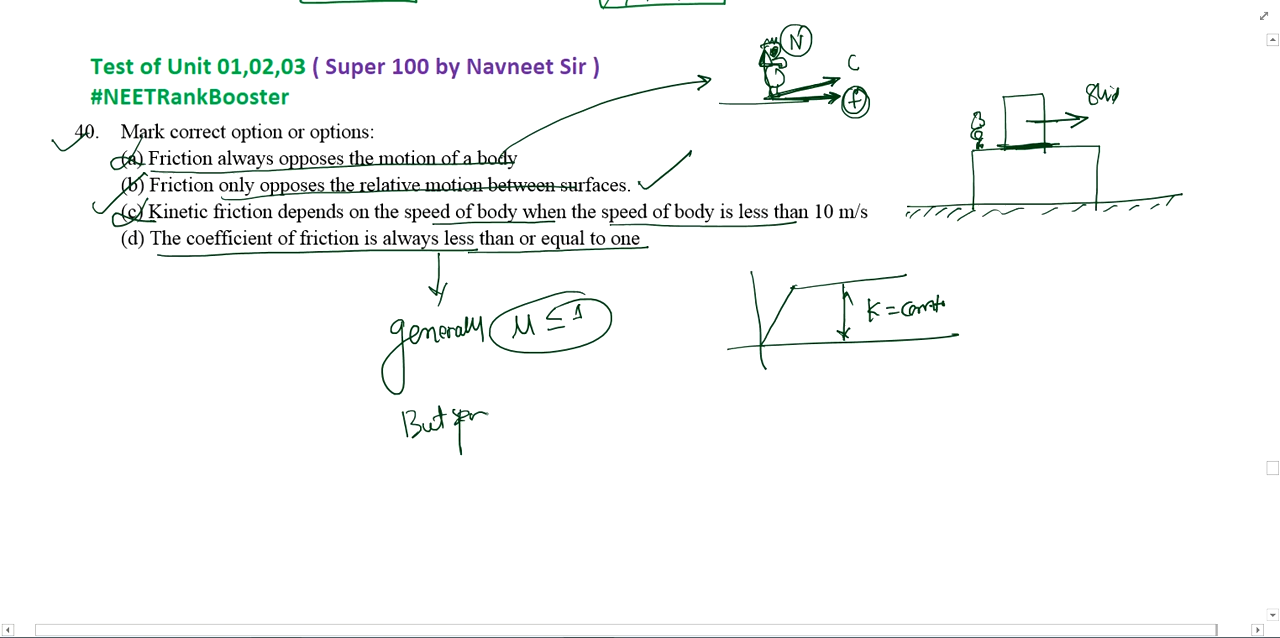 Test of Unit 01,02,03 ( Super 100 by Navneet Sir )
#NEETRankBooster
40. Mark correct option or options:
(a) Friction always opposes the motion of a body
(b) Friction only opposes the relative motion between surfaces.
(c) Kinetic friction depends on the speed of body when the speed of body is less than 10 m/s
(d) The coefficient of friction is always less than or equal to one
N
C
f
generally μ ≤ 1
K = const
But